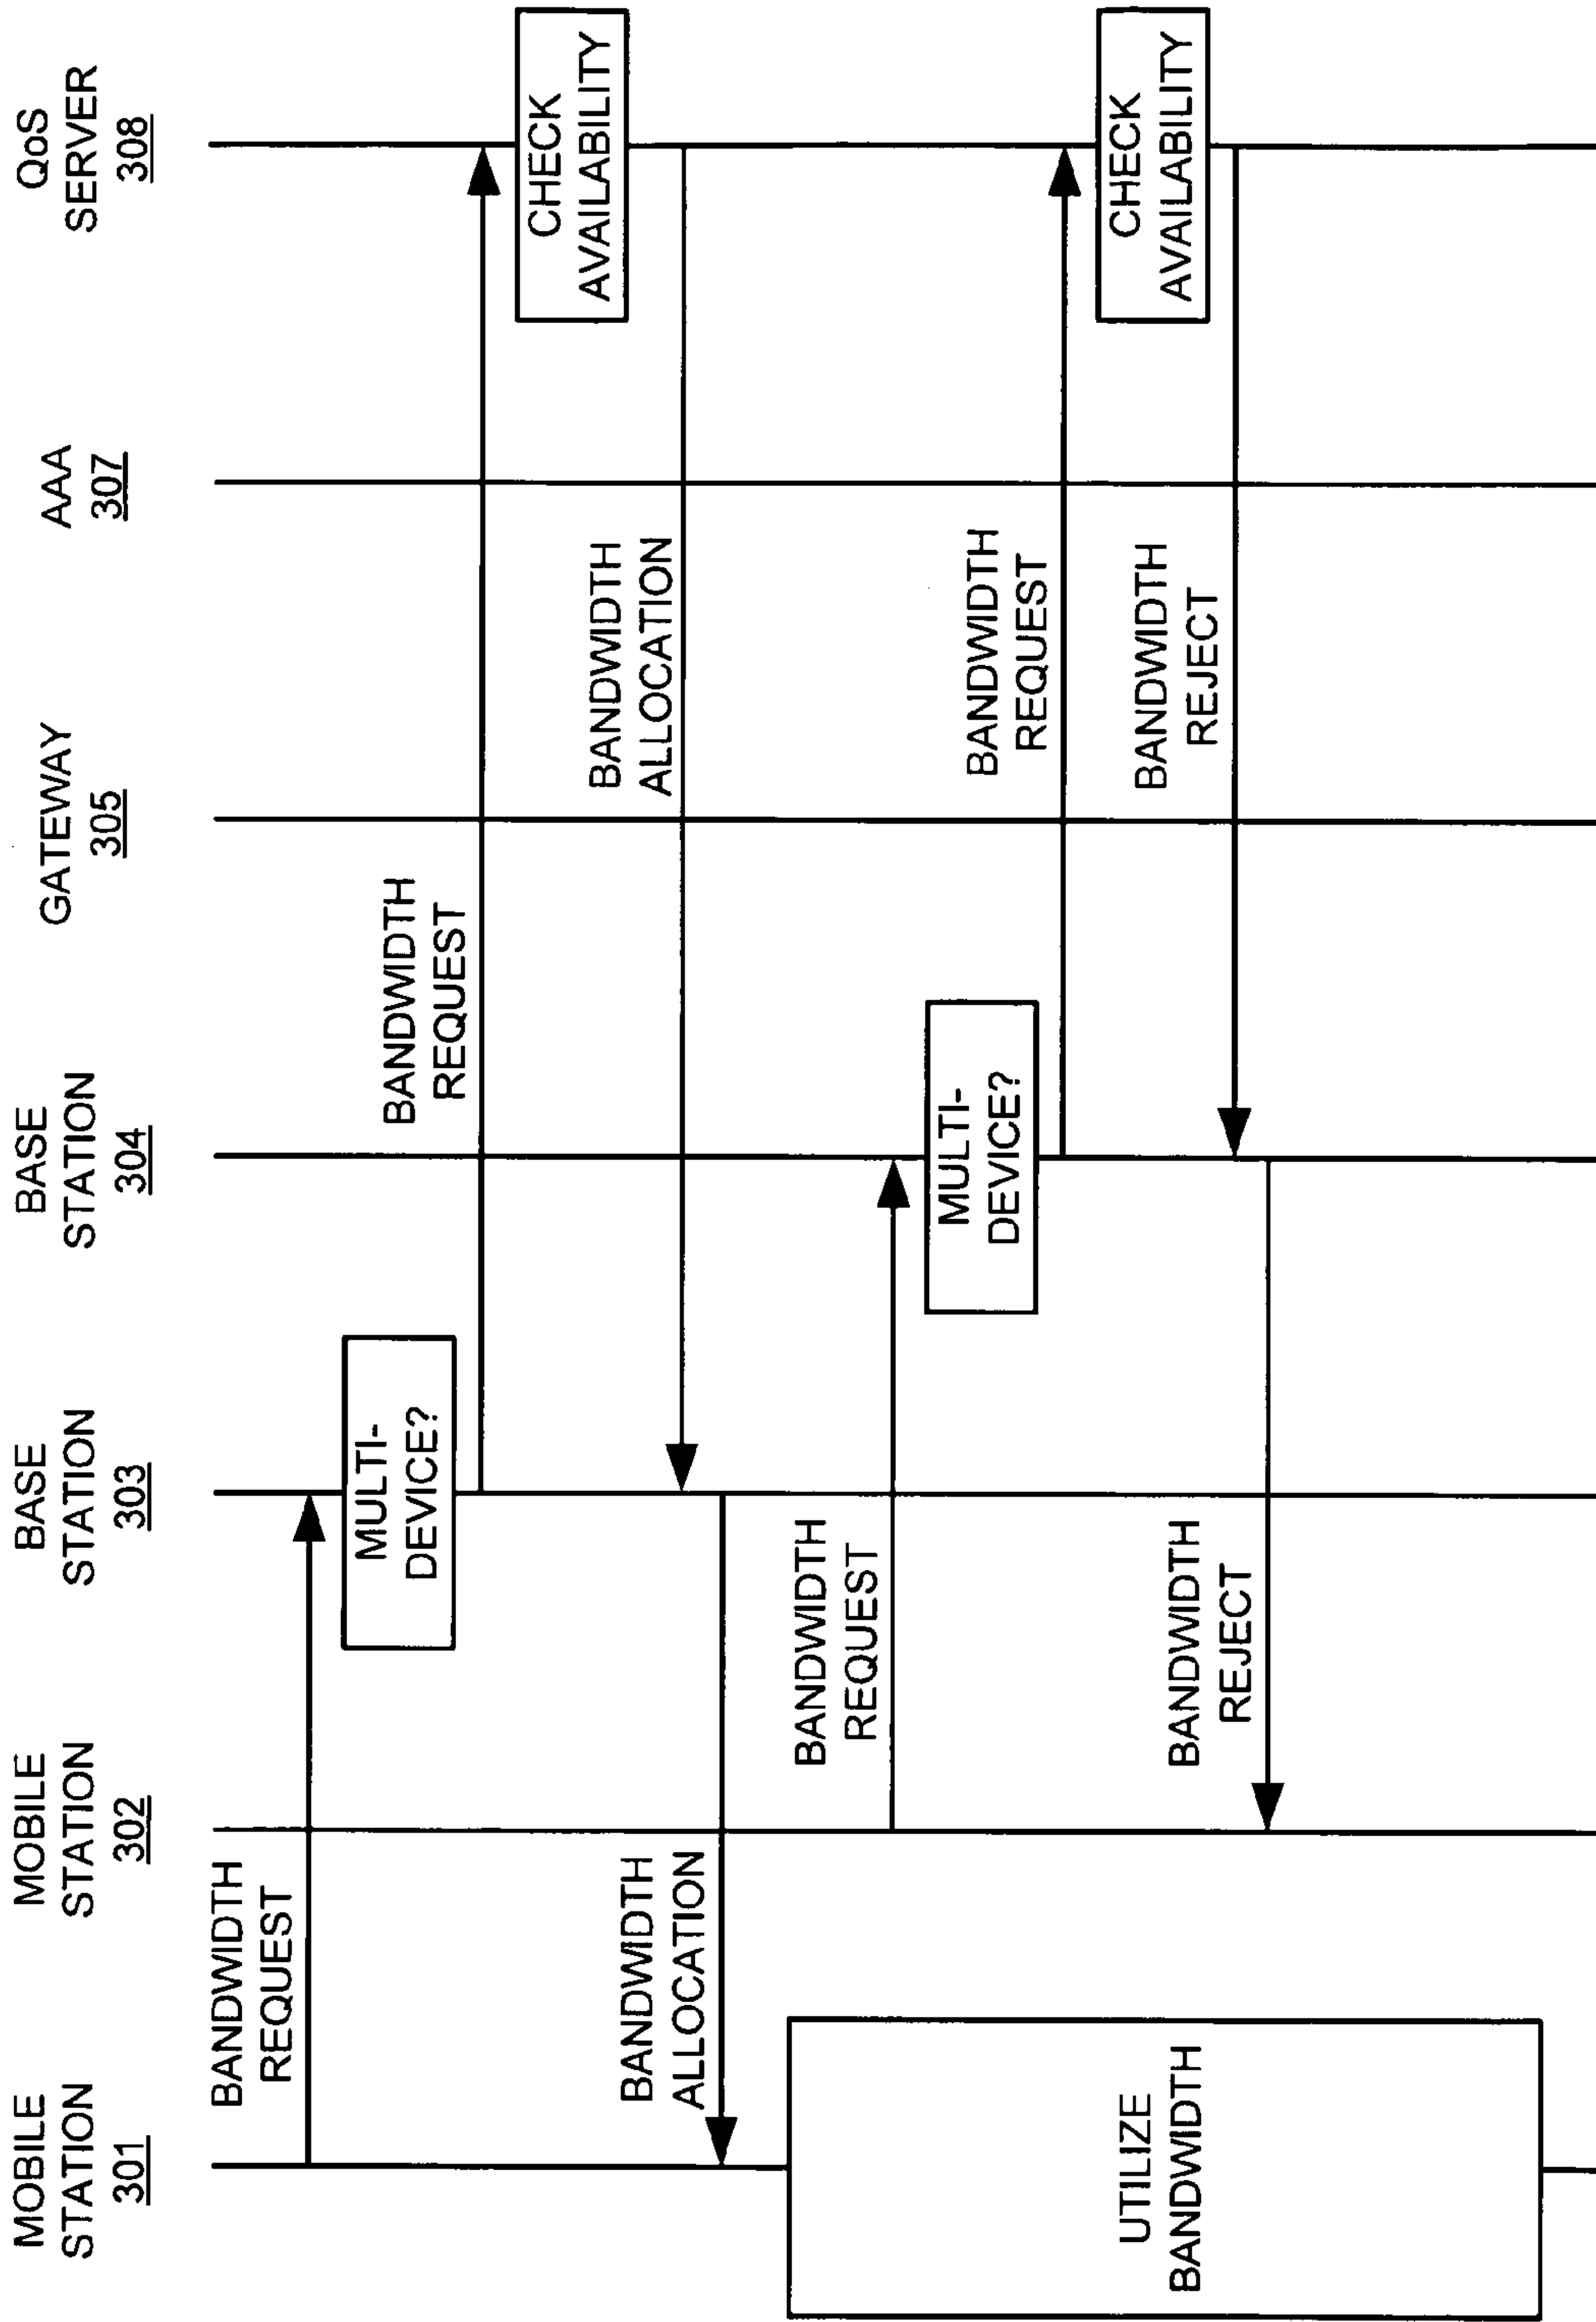 MOBILE
STATION
301
MOBILE
STATION
302
BASE
STATION
303
BASE
STATION
304
GATEWAY
305
AAA
307
QoS
SERVER
308
BANDWIDTH
REQUEST
MULTI-
DEVICE?
BANDWIDTH
REQUEST
CHECK
AVAILABILITY
BANDWIDTH
ALLOCATION
BANDWIDTH
ALLOCATION
UTILIZE
BANDWIDTH
BANDWIDTH
REQUEST
MULTI-
DEVICE?
BANDWIDTH
REQUEST
CHECK
AVAILABILITY
BANDWIDTH
REJECT
BANDWIDTH
REJECT